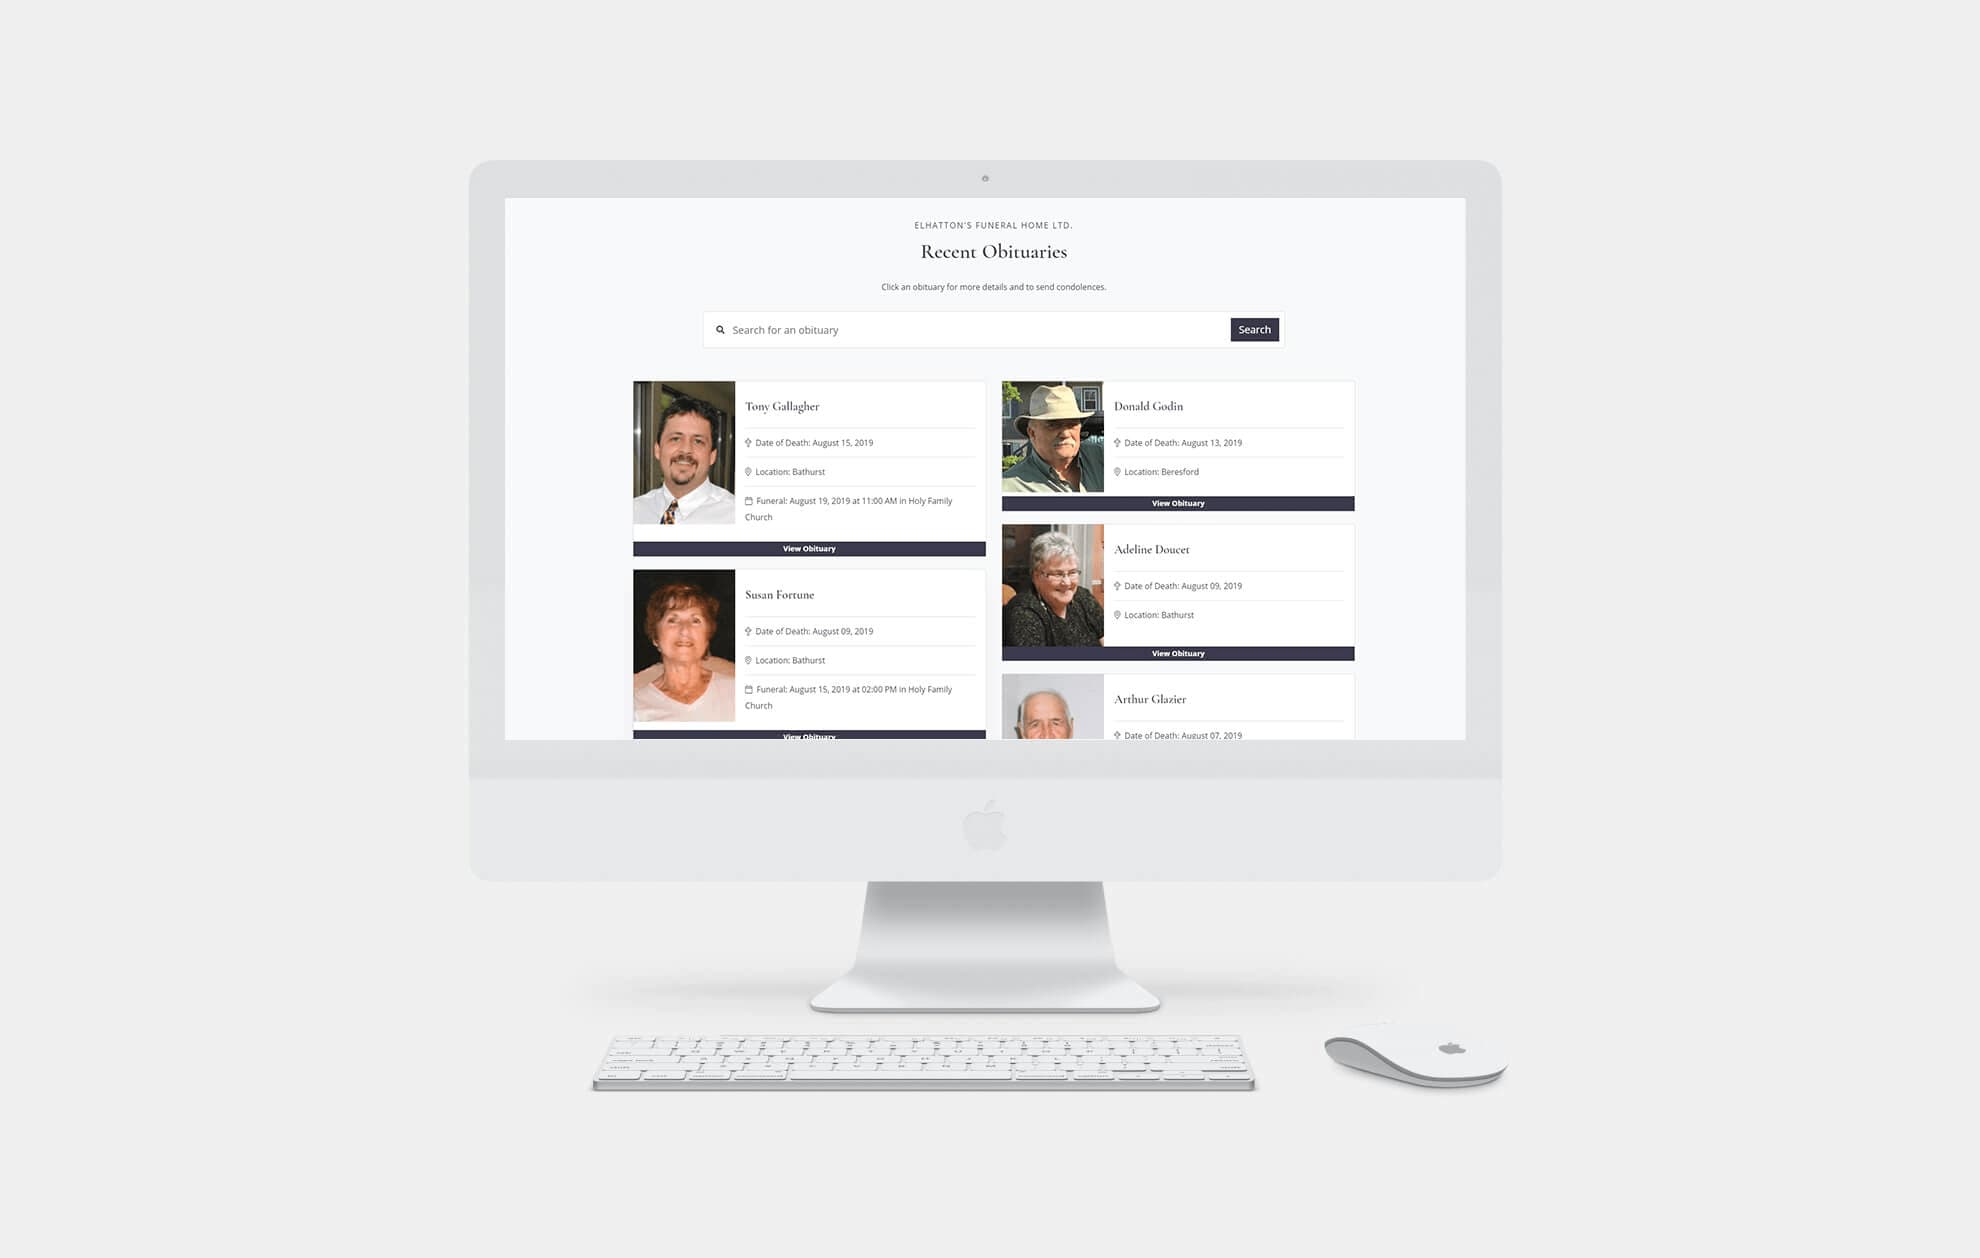 ELHATTON'S FUNERAL HOME LTD.
Recent Obituaries
Click an obituary for more details and to send condolences.
Search for an obituary
Search
Tony Gallagher
Date of Death: August 15, 2019
Location: Bathurst
Funeral: August 19, 2019 at 11:00 AM in Holy Family
Church
View Obituary
Susan Fortune
Date of Death: August 09, 2019
Location: Bathurst
Funeral: August 15, 2019 at 02:00 PM in Holy Family
Church
View Obituary
Donald Godin
Date of Death: August 13, 2019
Location: Beresford
View Obituary
Adeline Doucet
Date of Death: August 09, 2019
Location: Bathurst
View Obituary
Arthur Glazier
Date of Death: August 07, 2019